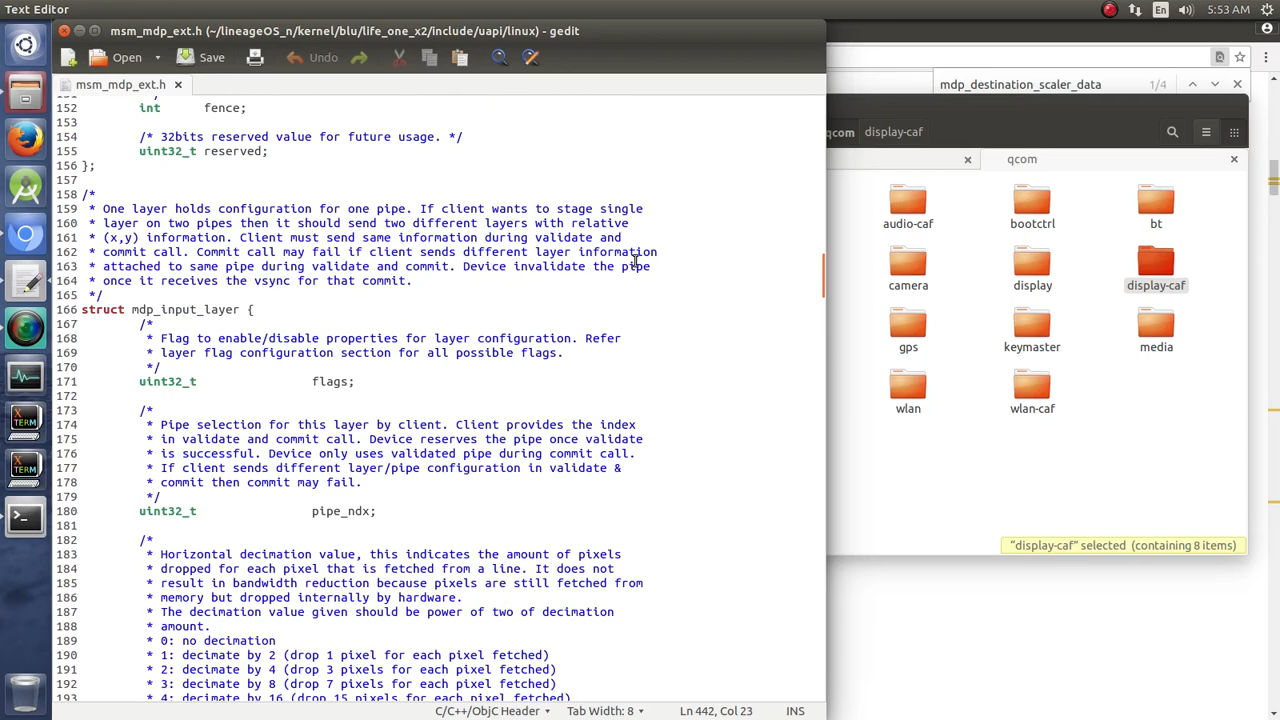 Text Editor
En
5:53 AM
msm_mdp_ext.h (~/lineageOS_n/kernel/blu/life_one_x2/include/uapi/linux) - gedit
Open
Save
Undo
msm_mdp_ext.h
152 int fence;
153
154 /* 32bits reserved value for future usage. */
155 uint32_t reserved;
156 };
157
158 /*
159 * One layer holds configuration for one pipe. If client wants to stage single
160 * layer on two pipes then it should send two different layers with relative
161 * (x,y) information. Client must send same information during validate and
162 * commit call. Commit call may fail if client sends different layer information
163 * attached to same pipe during validate and commit. Device invalidate the pipe
164 * once it receives the vsync for that commit.
165 */
166 struct mdp_input_layer {
167 /*
168 * Flag to enable/disable properties for layer configuration. Refer
169 * layer flag configuration section for all possible flags.
170 */
171 uint32_t flags;
172
173 /*
174 * Pipe selection for this layer by client. Client provides the index
175 * in validate and commit call. Device reserves the pipe once validate
176 * is successful. Device only uses validated pipe during commit call.
177 * If client sends different layer/pipe configuration in validate &
178 * commit then commit may fail.
179 */
180 uint32_t pipe_ndx;
181
182 /*
183 * Horizontal decimation value, this indicates the amount of pixels
184 * dropped for each pixel that is fetched from a line. It does not
185 * result in bandwidth reduction because pixels are still fetched from
186 * memory but dropped internally by hardware.
187 * The decimation value given should be power of two of decimation
188 * amount.
189 * 0: no decimation
190 * 1: decimate by 2 (drop 1 pixel for each pixel fetched)
191 * 2: decimate by 4 (drop 3 pixels for each pixel fetched)
192 * 3: decimate by 8 (drop 7 pixels for each pixel fetched)
193 * 4: decimate by 16 (drop 15 pixels for each pixel fetched)
C/C++/ObjC Header
Tab Width: 8
Ln 442, Col 23
INS
mdp_destination_scaler_data
1/4
qcom
display-caf
qcom
audio-caf
bootctrl
bt
camera
display
display-caf
gps
keymaster
media
wlan
wlan-caf
"display-caf" selected (containing 8 items)
X
TERM
X
TERM